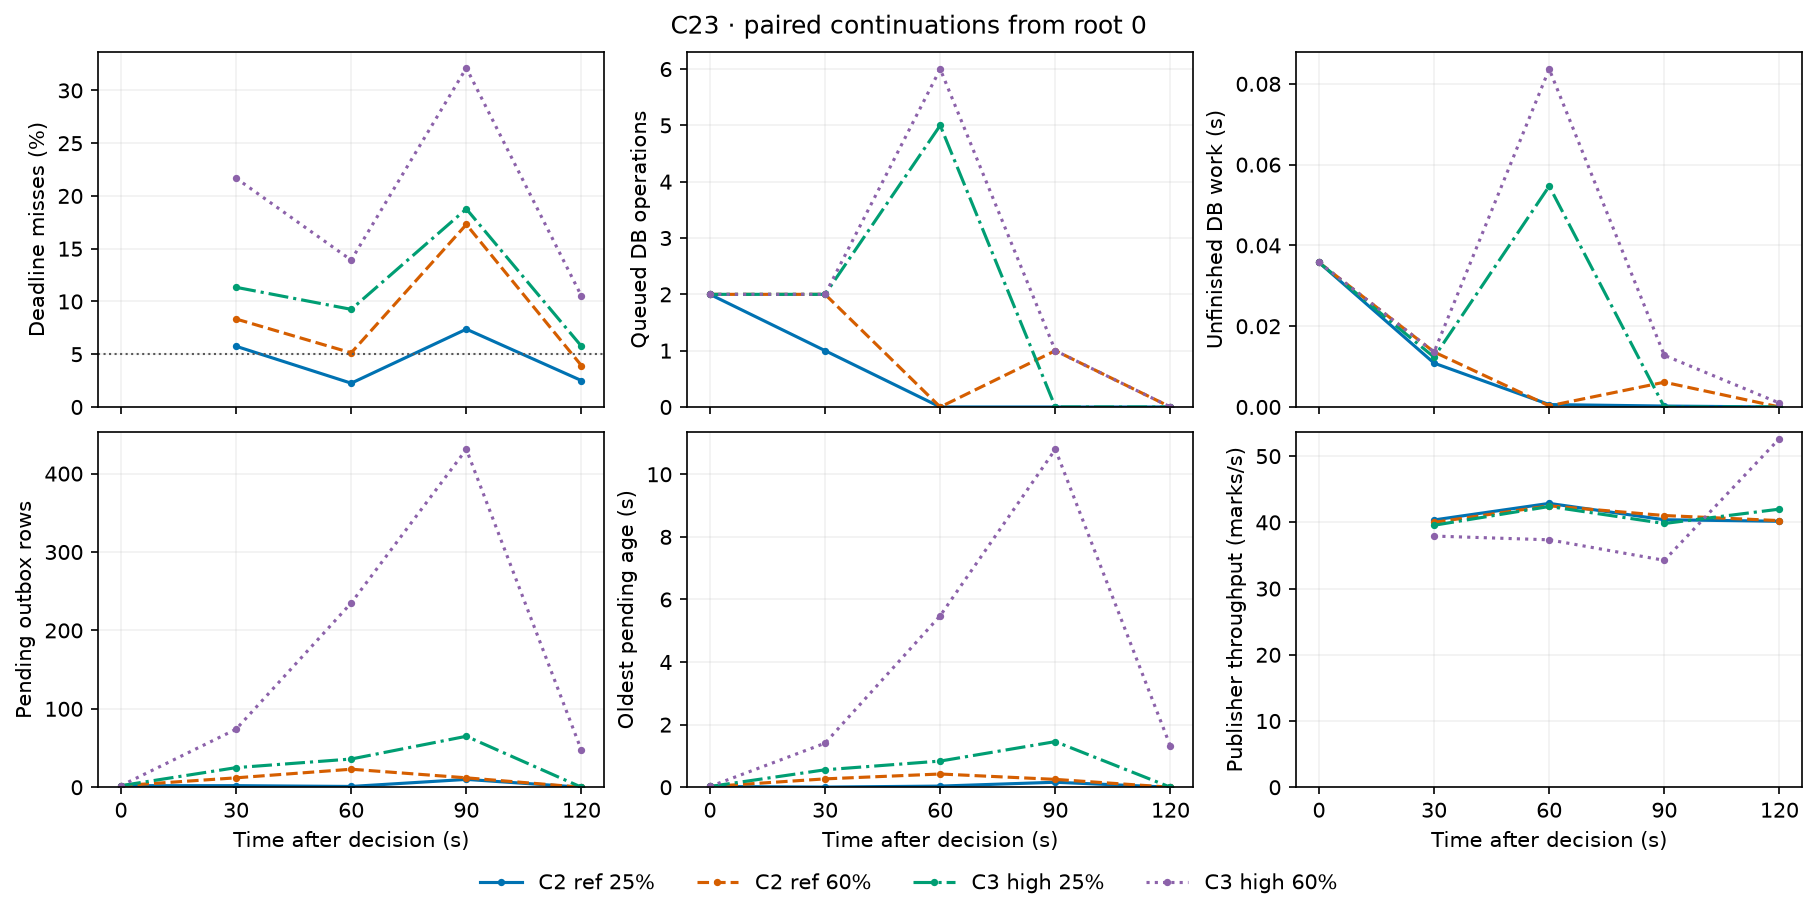 C23 · paired continuations from root 0
Deadline misses (%)
30
25
20
15
10
5
0
Queued DB operations
6
5
4
3
2
1
0
Unfinished DB work (s)
0.08
0.06
0.04
0.02
0.00
Pending outbox rows
400
300
200
100
0
0 30 60 90 120
Time after decision (s)
Oldest pending age (s)
10
8
6
4
2
0
0 30 60 90 120
Time after decision (s)
Publisher throughput (marks/s)
50
40
30
20
10
0
0 30 60 90 120
Time after decision (s)
C2 ref 25% C2 ref 60% C3 high 25% C3 high 60%